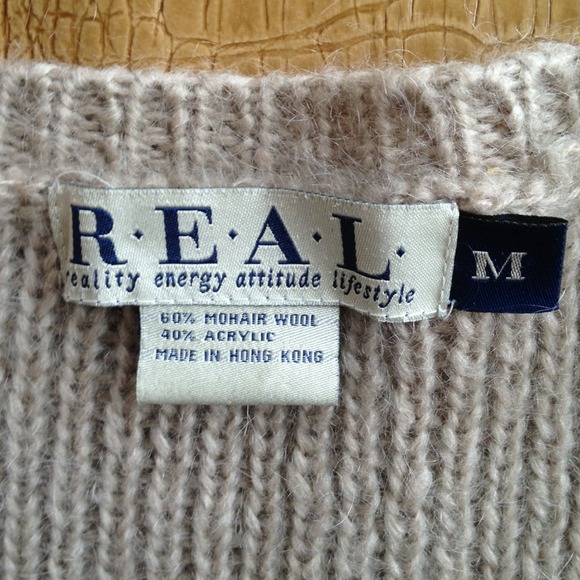 R·E·A·L·
reality energy attitude lifestyle
M
60% MOHAIR WOOL
40% ACRYLIC
MADE IN HONG KONG